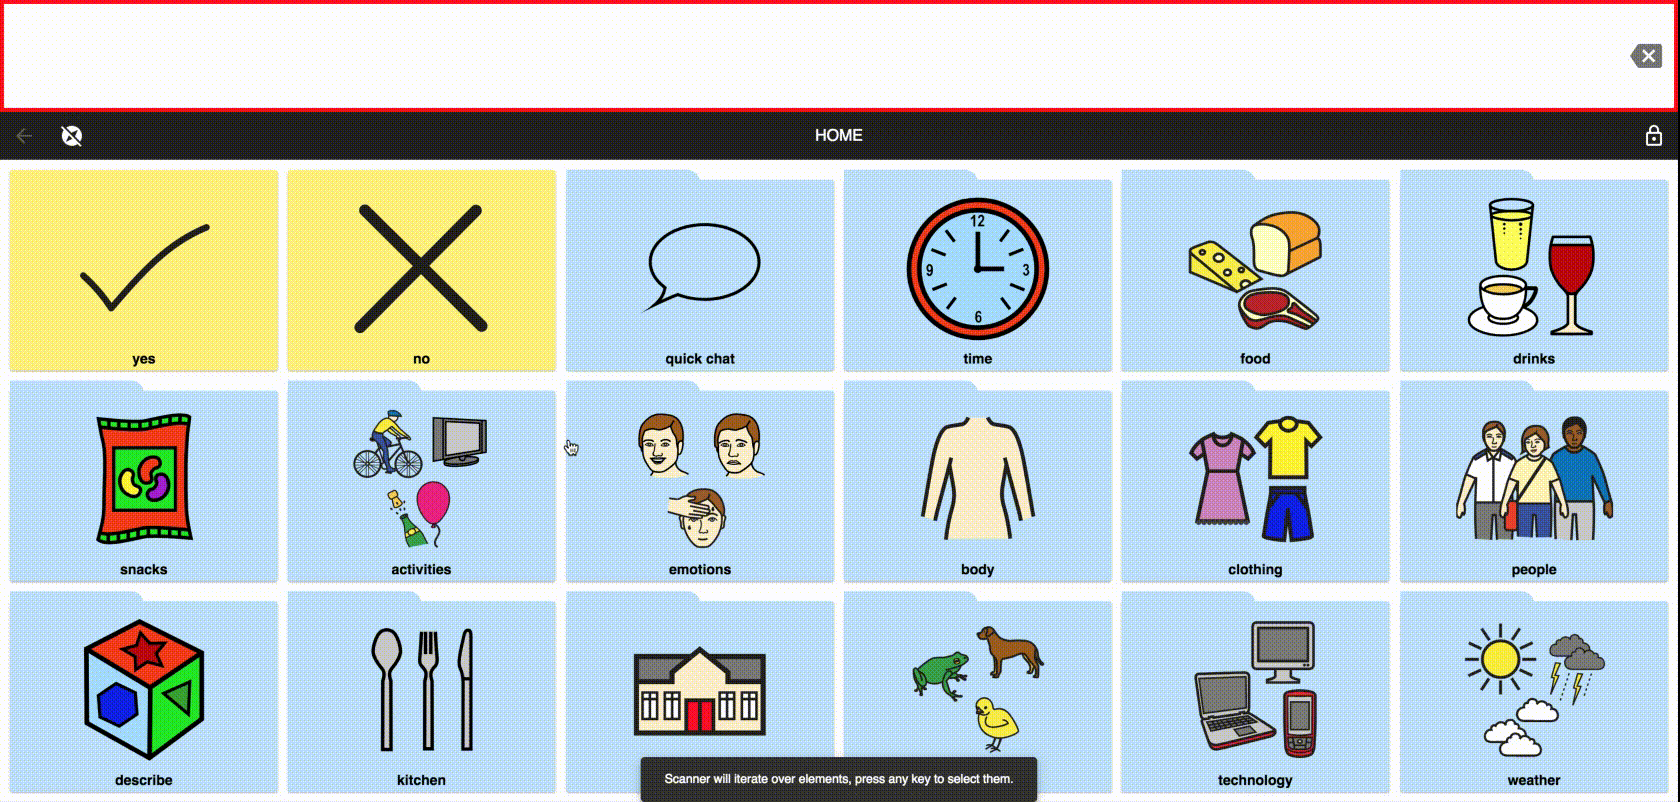 HOME
yes
no
quick chat
12
9
3
6
time
food
drinks
snacks
activities
emotions
body
clothing
people
describe
kitchen
technology
weather
Scanner will iterate over elements, press any key to select them.